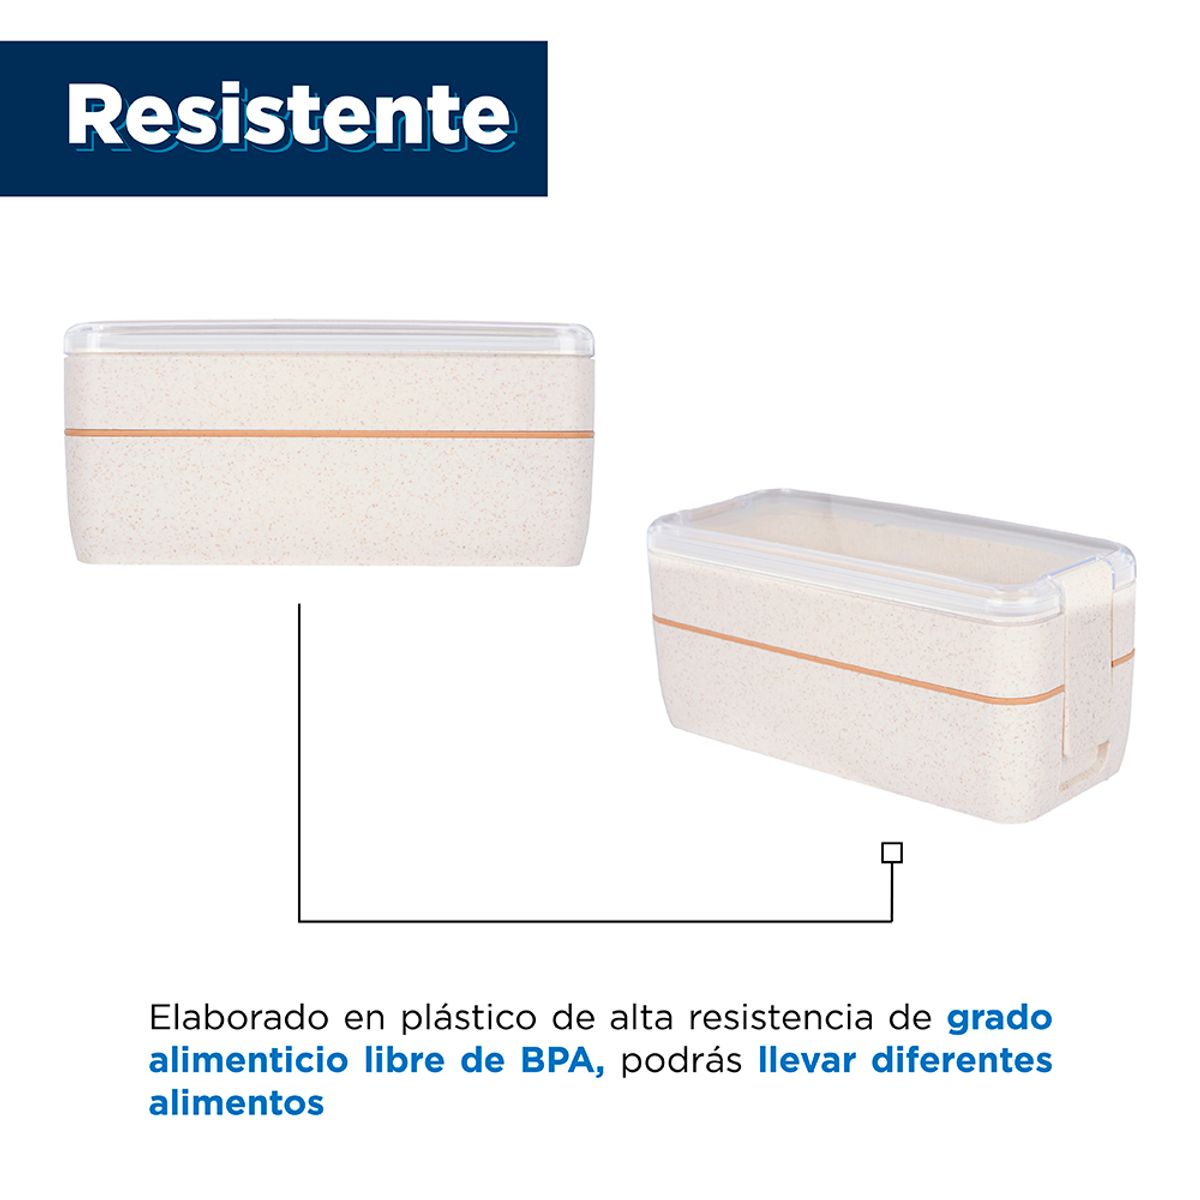 Resistente
Elaborado en plástico de alta resistencia de grado
alimenticio libre de BPA, podrás llevar diferentes
alimentos